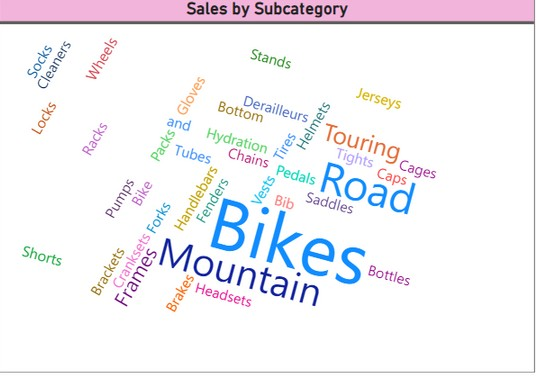 Sales by Subcategory
Socks
Cleaners
Wheels
Stands
Jerseys
Locks
Gloves
Bottom
Derailleurs
Helmets
and
Racks
Packs
Hydration
Tires
Touring
Tubes
Chains
Tights
Cages
Caps
Pedals
Road
Pumps
Bike
Handlebars
Fenders
Vests
Bib
Saddles
Forks
Bikes
Shorts
Brackets
Cranksets
Frames
Mountain
Bottles
Brakes
Headsets